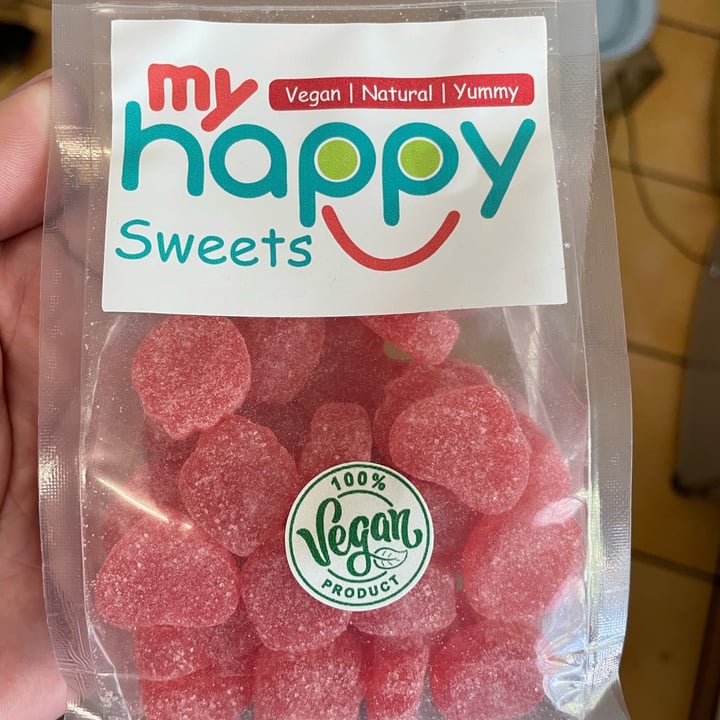 my
Vegan | Natural | Yummy
happy
Sweets
100%
Vegan
PRODUCT